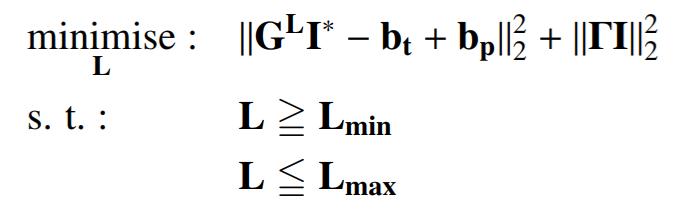 minimise : ||G^L I* − b_t + b_p||_2^2 + ||ΓI||_2^2
L
s. t. : L ≧ L_min
L ≦ L_max